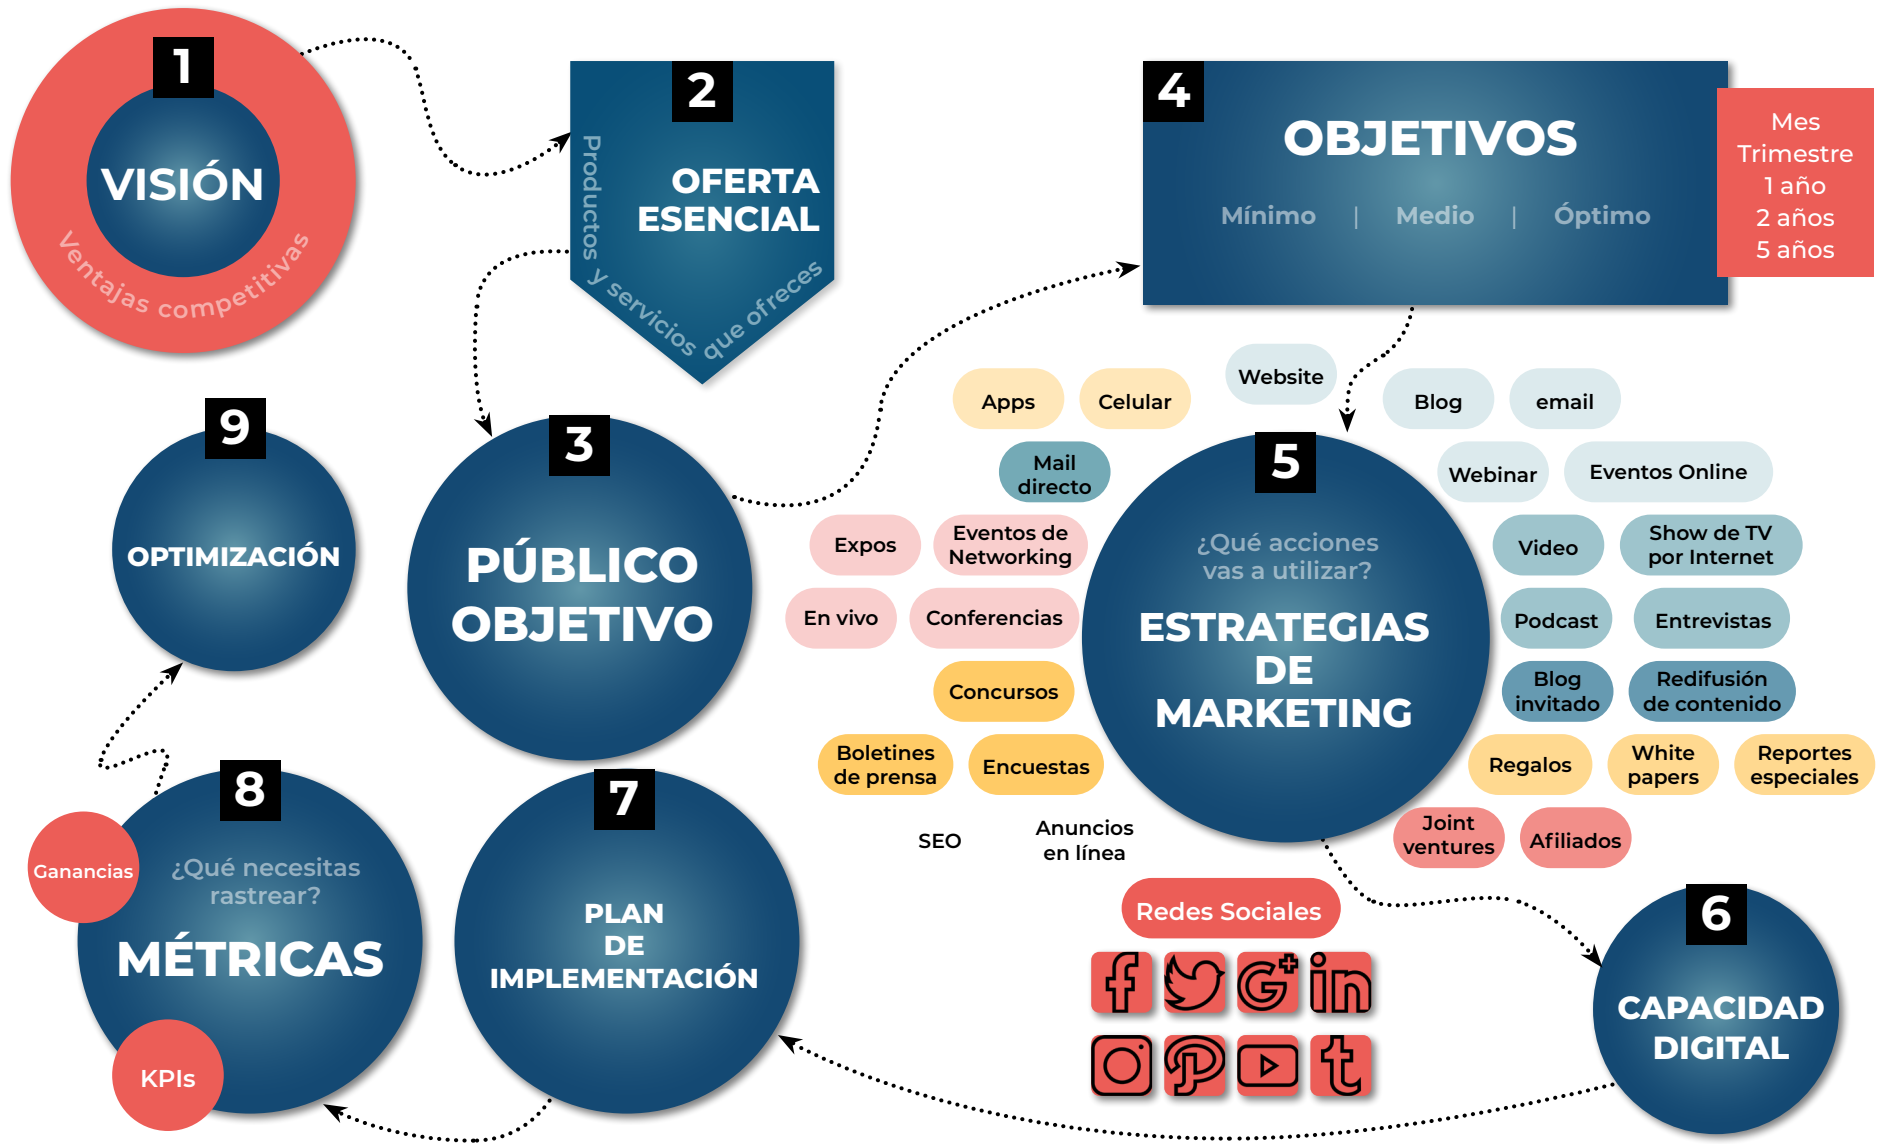 1
VISIÓN
Ventajas competitivas
2
OFERTA
ESENCIAL
Productos y servicios que ofreces
3
PÚBLICO
OBJETIVO
4
OBJETIVOS
Mínimo | Medio | Óptimo
Mes
Trimestre
1 año
2 años
5 años
5
¿Qué acciones
vas a utilizar?
ESTRATEGIAS
DE
MARKETING
Website
Apps
Celular
Blog
email
Mail
directo
Webinar
Eventos Online
Expos
Eventos de
Networking
Video
Show de TV
por Internet
En vivo
Conferencias
Podcast
Entrevistas
Concursos
Blog
invitado
Redifusión
de contenido
Boletines
de prensa
Encuestas
Regalos
White
papers
Reportes
especiales
SEO
Anuncios
en línea
Joint
ventures
Afiliados
Redes Sociales
6
CAPACIDAD
DIGITAL
7
PLAN
DE
IMPLEMENTACIÓN
8
¿Qué necesitas
rastrear?
MÉTRICAS
Ganancias
KPIs
9
OPTIMIZACIÓN